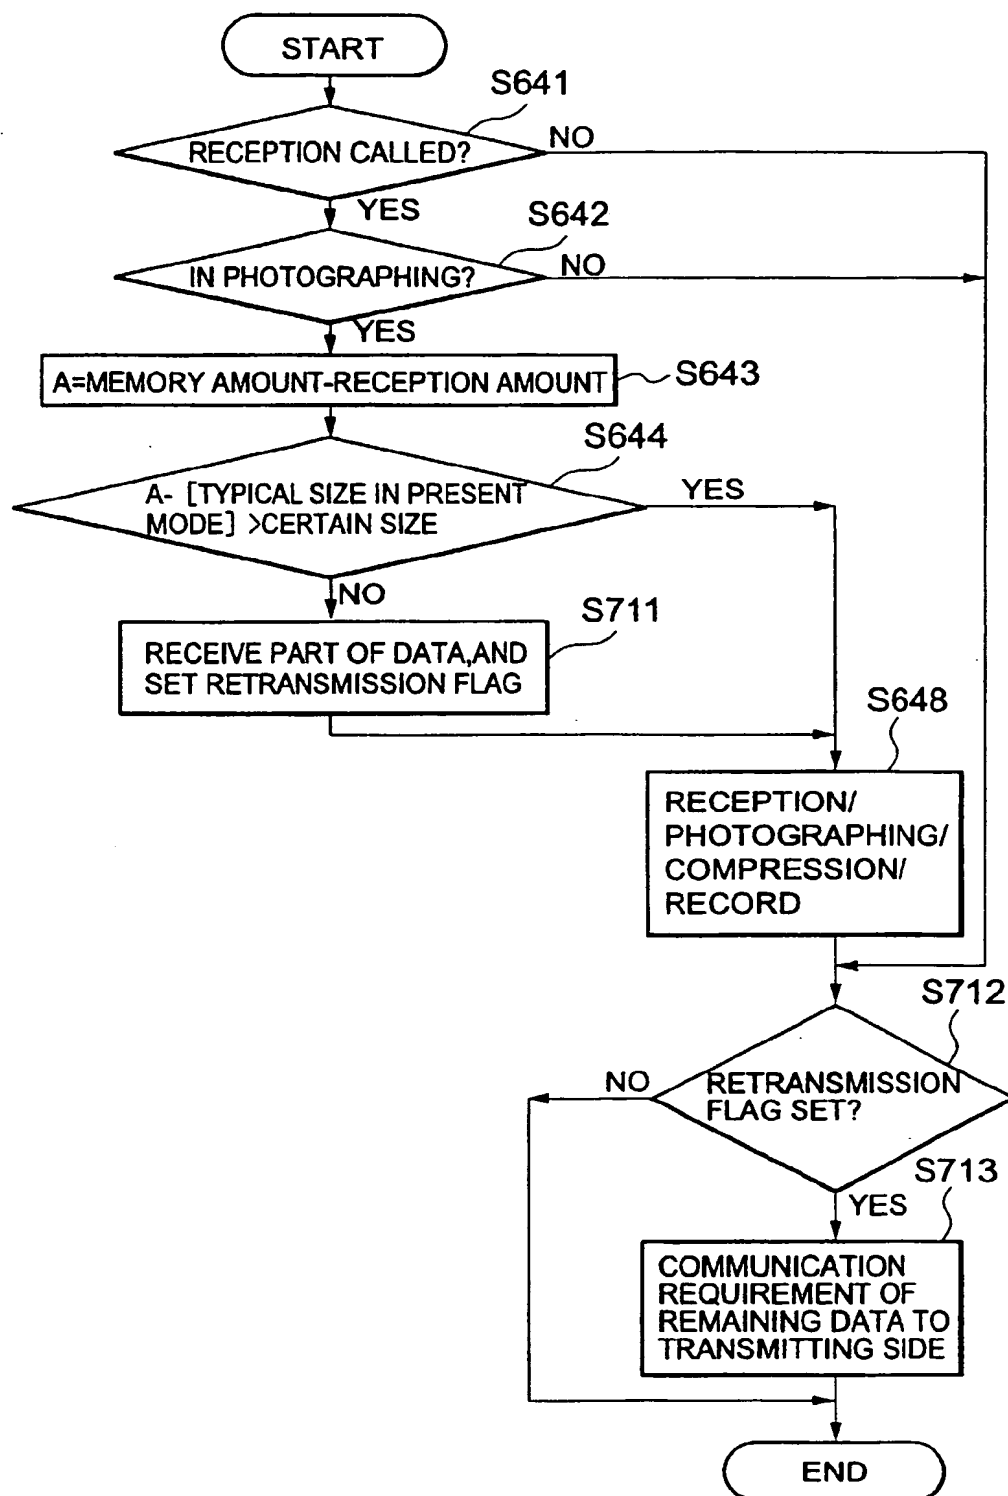 START
S641
RECEPTION CALLED?
NO
YES
S642
IN PHOTOGRAPHING?
NO
YES
A=MEMORY AMOUNT-RECEPTION AMOUNT
S643
S644
A- [TYPICAL SIZE IN PRESENT
MODE] >CERTAIN SIZE
YES
NO
S711
RECEIVE PART OF DATA,AND
SET RETRANSMISSION FLAG
S648
RECEPTION/
PHOTOGRAPHING/
COMPRESSION/
RECORD
S712
NO
RETRANSMISSION
FLAG SET?
S713
YES
COMMUNICATION
REQUIREMENT OF
REMAINING DATA TO
TRANSMITTING SIDE
END